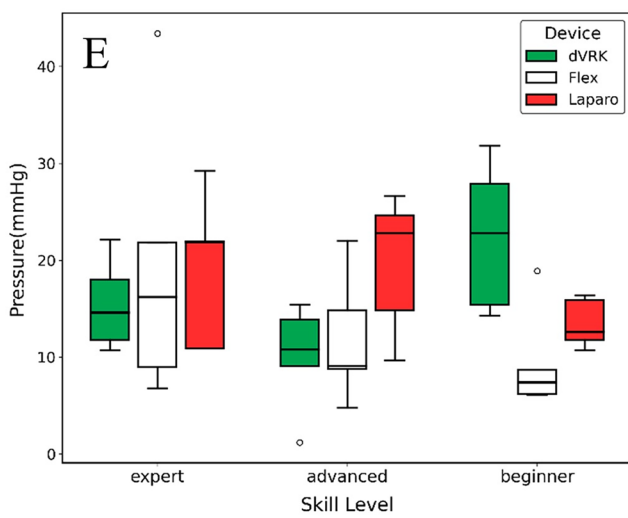 E
Device
dVRK
Flex
Laparo
Pressure(mmHg)
40
30
20
10
0
expert advanced beginner
Skill Level